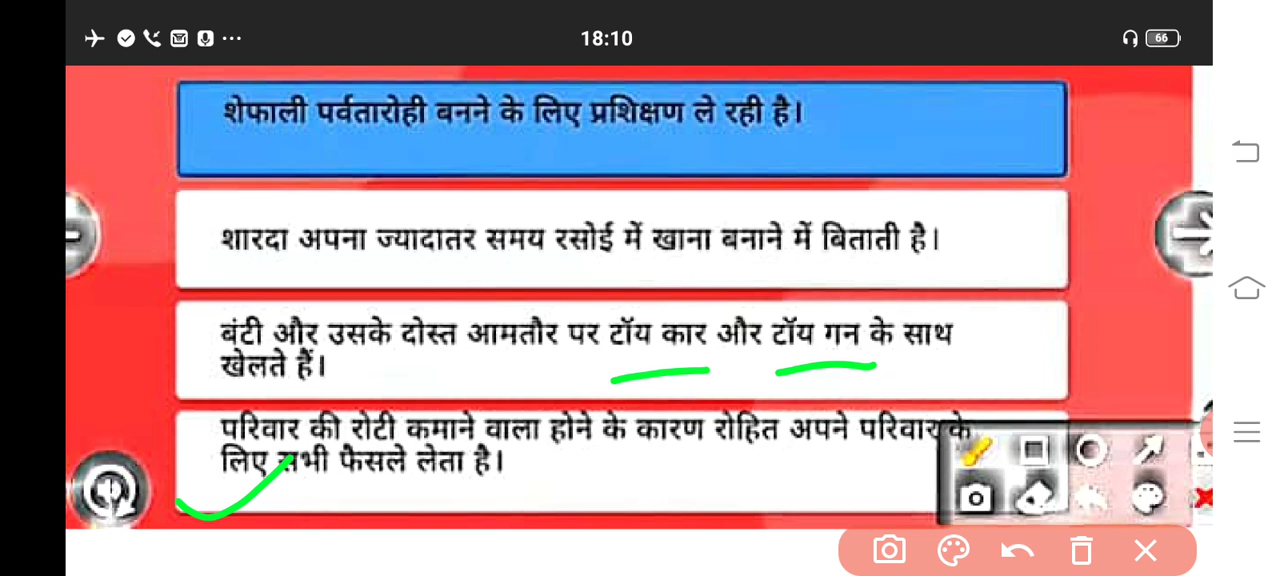 18:10
66
शेफाली पर्वतारोही बनने के लिए प्रशिक्षण ले रही है।
शारदा अपना ज्यादातर समय रसोई में खाना बनाने में बिताती है।
बंटी और उसके दोस्त आमतौर पर टॉय कार और टॉय गन के साथ
खेलते हैं।
परिवार की रोटी कमाने वाला होने के कारण रोहित अपने परिवार के
लिए सभी फैसले लेता है।